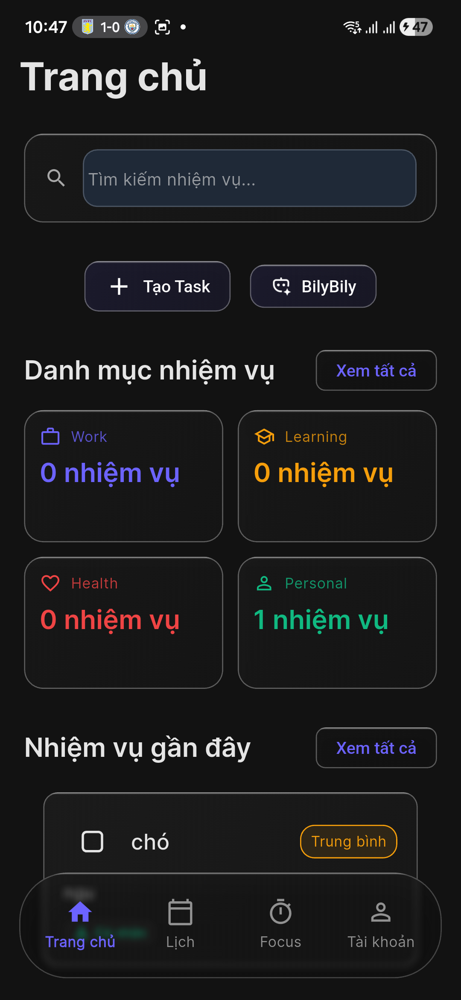 10:47 AVFC 1-0 5 47
Trang chủ
Tìm kiếm nhiệm vụ...
Tạo Task
BilyBily
Danh mục nhiệm vụ
Xem tất cả
Work
0 nhiệm vụ
Learning
0 nhiệm vụ
Health
0 nhiệm vụ
Personal
1 nhiệm vụ
Nhiệm vụ gần đây
Xem tất cả
chó
Trung bình
Trang chủ
Lịch
Focus
Tài khoản